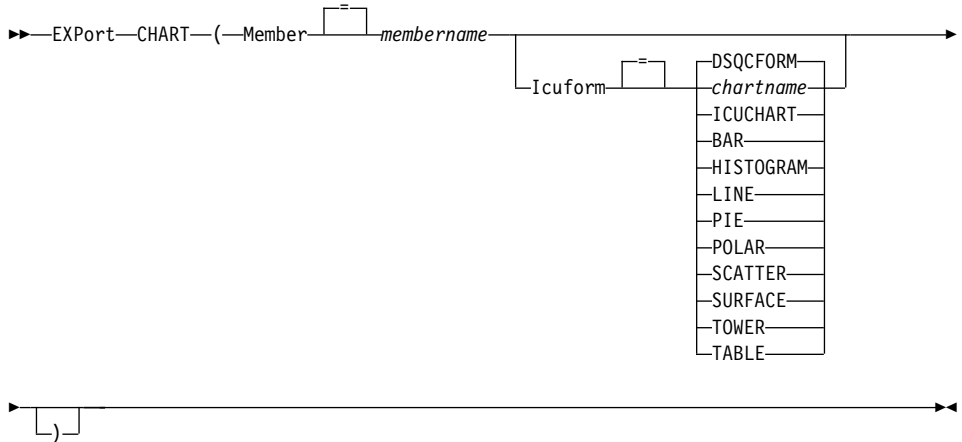 =
EXPort CHART ( Member membername
= DSQCFORM
Icuform chartname
ICUCHART
BAR
HISTOGRAM
LINE
PIE
POLAR
SCATTER
SURFACE
TOWER
TABLE
)